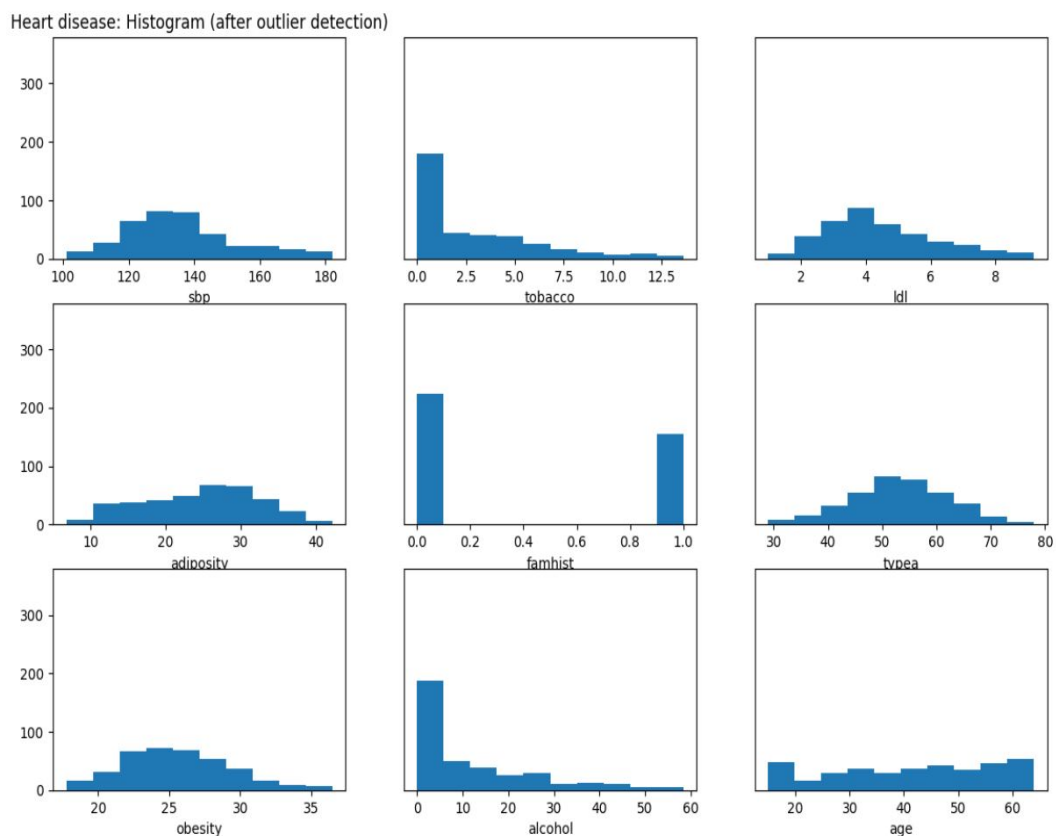 Heart disease: Histogram (after outlier detection)
300
200
100
0
100 120 140 160 180
0.0 2.5 5.0 7.5 10.0 12.5
2 4 6 8
sbp
tobacco
ldl
300
200
100
0
10 20 30 40
0.0 0.2 0.4 0.6 0.8 1.0
30 40 50 60 70 80
adiposity
famhist
typea
300
200
100
0
20 25 30 35
0 10 20 30 40 50 60
20 30 40 50 60
obesity
alcohol
age